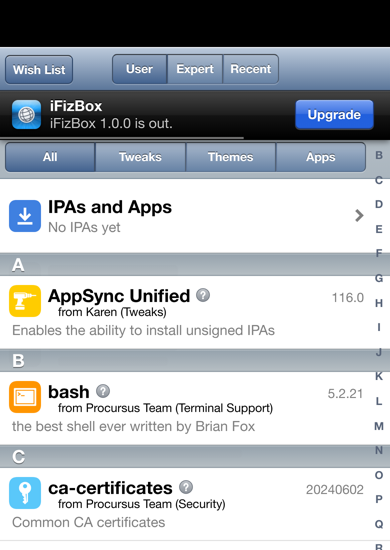 Wish List
User
Expert
Recent
iFizBox
iFizBox 1.0.0 is out.
Upgrade
All
Tweaks
Themes
Apps
IPAs and Apps
No IPAs yet
A
AppSync Unified ?
116.0
from Karen (Tweaks)
Enables the ability to install unsigned IPAs
B
bash ?
5.2.21
from Procursus Team (Terminal Support)
the best shell ever written by Brian Fox
C
ca-certificates ?
20240602
from Procursus Team (Security)
Common CA certificates
B
C
D
E
F
G
H
I
J
K
L
M
N
O
P
Q
R